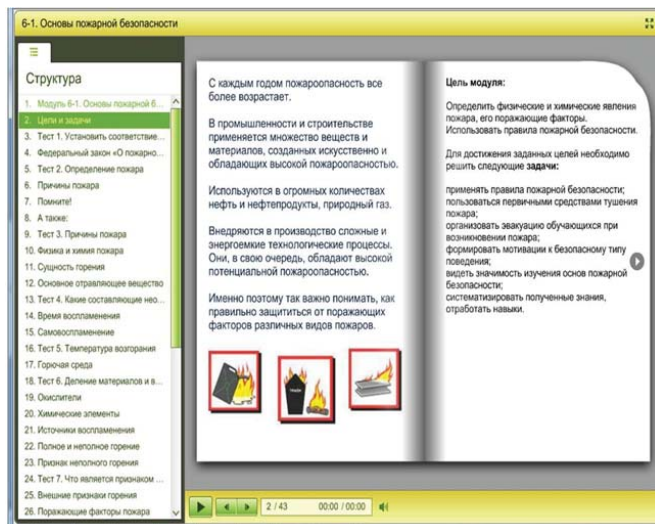 6-1. Основы пожарной безопасности
Структура
1. Модуль 6-1. Основы пожарной б...
2. Цели и задачи
3. Тест 1. Установить соответствие...
4. Федеральный закон «О пожарно...
5. Тест 2. Определение пожара
6. Причины пожара
7. Помните!
8. А также:
9. Тест 3. Причины пожара
10. Физика и химия пожара
11. Сущность горения
12. Основное отравляющее вещество
13. Тест 4. Какие составляющие нео...
14. Время воспламенения
15. Самовоспламенение
16. Тест 5. Температура возгорания
17. Горючая среда
18. Тест 6. Деление материалов и в...
19. Окислители
20. Химические элементы
21. Источники воспламенения
22. Полное и неполное горение
23. Признак неполного горения
24. Тест 7. Что является признаком ...
25. Внешние признаки горения
26. Поражающие факторы пожара
С каждым годом пожароопасность все
более возрастает.
В промышленности и строительстве
применяется множество веществ и
материалов, созданных искусственно и
обладающих высокой пожароопасностью.
Используются в огромных количествах
нефть и нефтепродукты, природный газ.
Внедряются в производство сложные и
энергоемкие технологические процессы.
Они, в свою очередь, обладают высокой
потенциальной пожароопасностью.
Именно поэтому так важно понимать, как
правильно защититься от поражающих
факторов различных видов пожаров.
Цель модуля:
Определить физические и химические явления
пожара, его поражающие факторы.
Использовать правила пожарной безопасности.
Для достижения заданных целей необходимо
решить следующие задачи:
применять правила пожарной безопасности;
пользоваться первичными средствами тушения
пожара;
организовать эвакуацию обучающихся при
возникновении пожара;
формировать мотивации к безопасному типу
поведения;
видеть значимость изучения основ пожарной
безопасности;
систематизировать полученные знания,
отработать навыки.
2 / 43 00:00 / 00:00